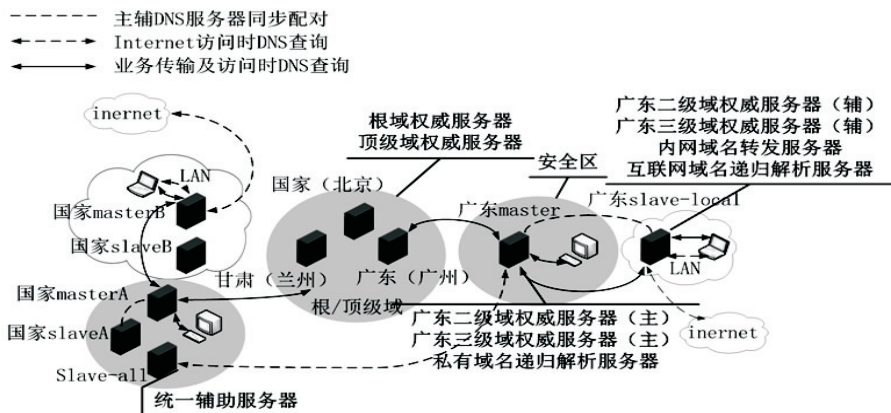 主辅DNS服务器同步配对
Internet访问时DNS查询
业务传输及访问时DNS查询
inernet
LAN
国家masterB
国家slaveB
国家masterA
国家slaveA
Slave-all
统一辅助服务器
根域权威服务器
顶级域权威服务器
国家（北京）
甘肃（兰州）
广东（广州）
根/顶级域
安全区
广东master
广东二级域权威服务器（主）
广东三级域权威服务器（主）
私有域名递归解析服务器
广东二级域权威服务器（辅）
广东三级域权威服务器（辅）
内网域名转发服务器
互联网域名递归解析服务器
广东slave-local
LAN
inernet